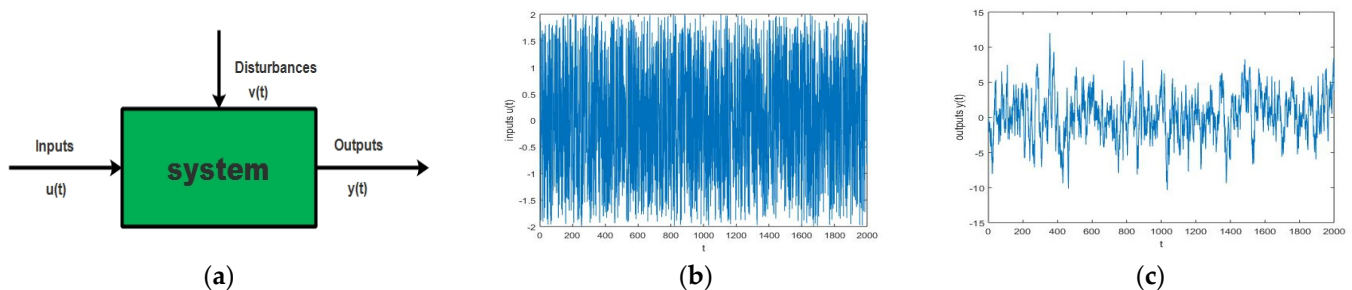 Disturbances
v(t)
Inputs
u(t)
system
Outputs
y(t)
(a)
inputs u(t)
2
1.5
1
0.5
0
-0.5
-1
-1.5
-2
0 200 400 600 800 1000 1200 1400 1600 1800 2000
t
(b)
outputs y(t)
15
10
5
0
-5
-10
-15
0 200 400 600 800 1000 1200 1400 1600 1800 2000
t
(c)